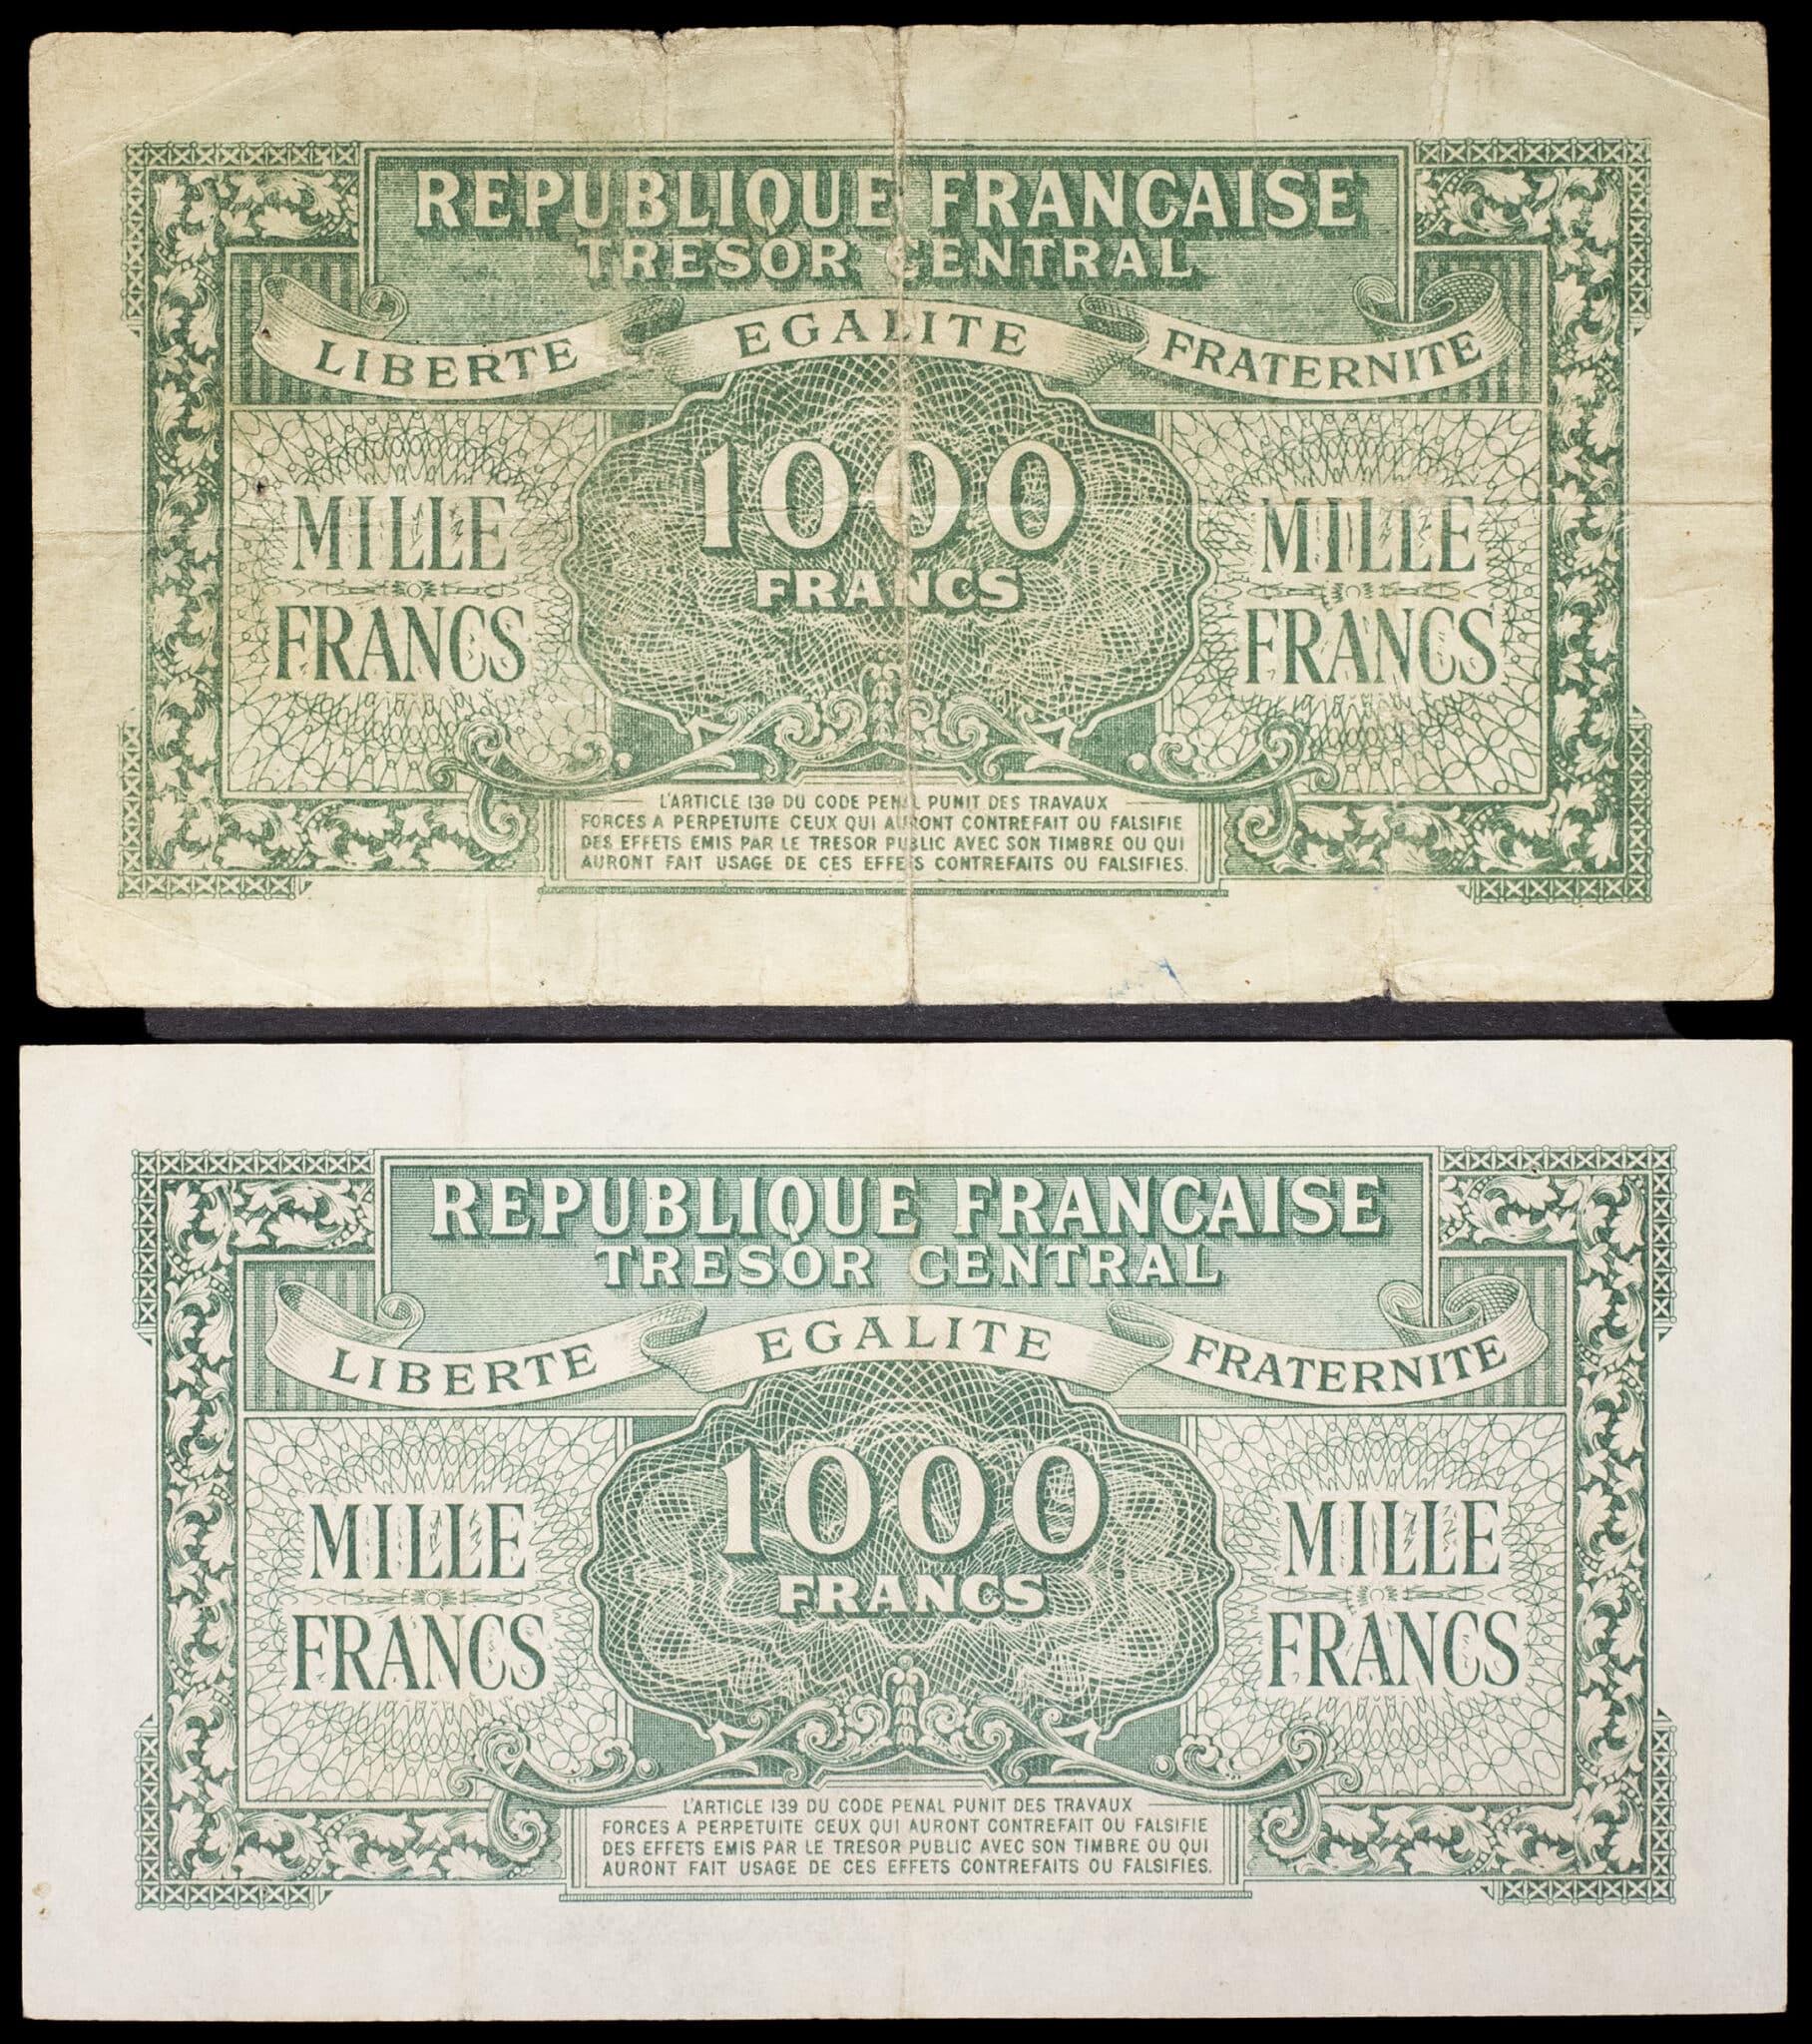 REPUBLIQUE FRANCAISE
TRESOR CENTRAL
LIBERTE EGALITE FRATERNITE
1000
FRANCS
MILLE
FRANCS
MILLE
FRANCS
L'ARTICLE 139 DU CODE PENAL PUNIT DES TRAVAUX
FORCES A PERPETUITE CEUX QUI AURONT CONTREFAIT OU FALSIFIE
DES EFFETS EMIS PAR LE TRESOR PUBLIC AVEC SON TIMBRE OU QUI
AURONT FAIT USAGE DE CES EFFETS CONTREFAITS OU FALSIFIES.
REPUBLIQUE FRANCAISE
TRESOR CENTRAL
LIBERTE EGALITE FRATERNITE
1000
FRANCS
MILLE
FRANCS
MILLE
FRANCS
L'ARTICLE 139 DU CODE PENAL PUNIT DES TRAVAUX
FORCES A PERPETUITE CEUX QUI AURONT CONTREFAIT OU FALSIFIE
DES EFFETS EMIS PAR LE TRESOR PUBLIC AVEC SON TIMBRE OU QUI
AURONT FAIT USAGE DE CES EFFETS CONTREFAITS OU FALSIFIES.